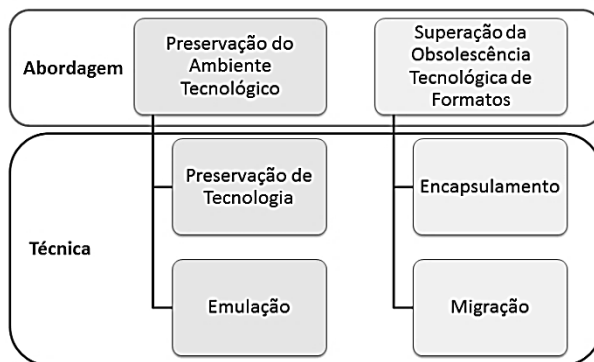 Abordagem
Preservação do
Ambiente
Tecnológico
Superação da
Obsolescência
Tecnológica de
Formatos
Técnica
Preservação de
Tecnologia
Encapsulamento
Emulação
Migração